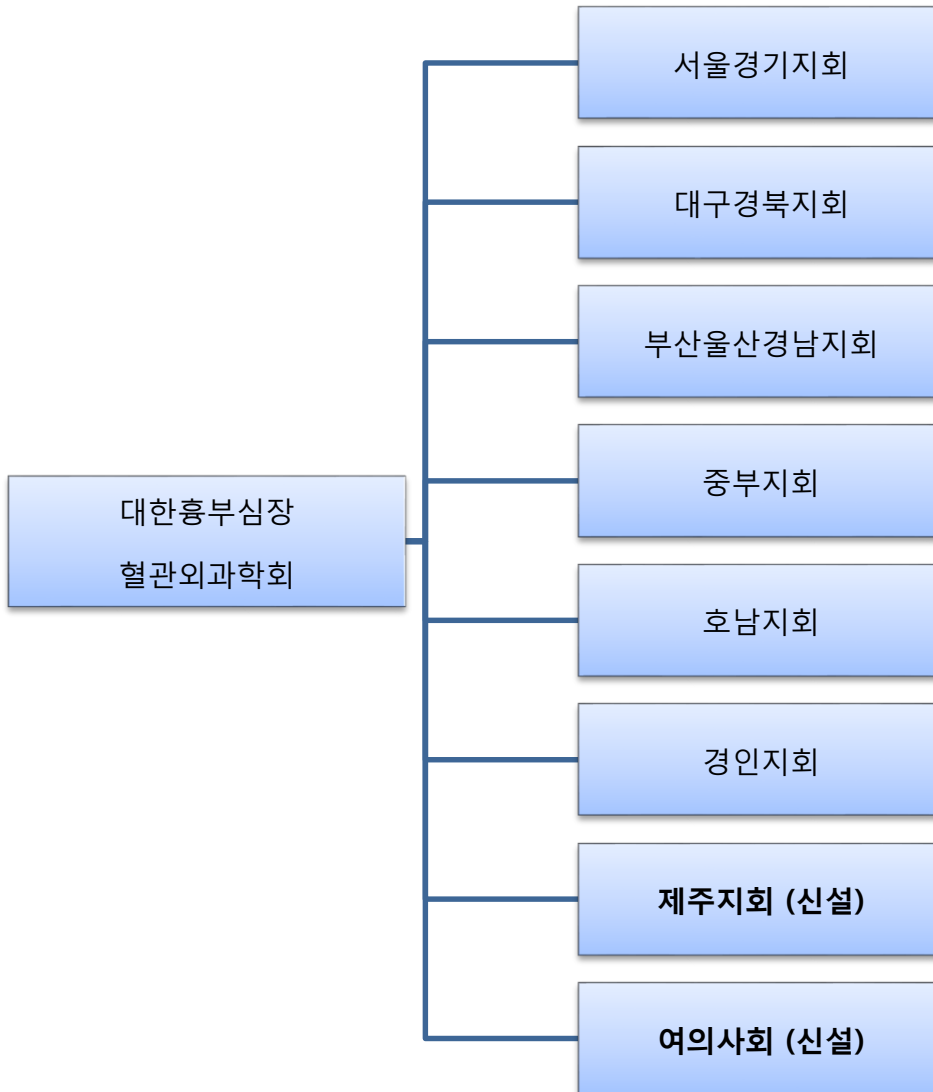 서울경기지회
대구경북지회
부산울산경남지회
중부지회
대한흉부심장
혈관외과학회
호남지회
경인지회
제주지회 (신설)
여의사회 (신설)